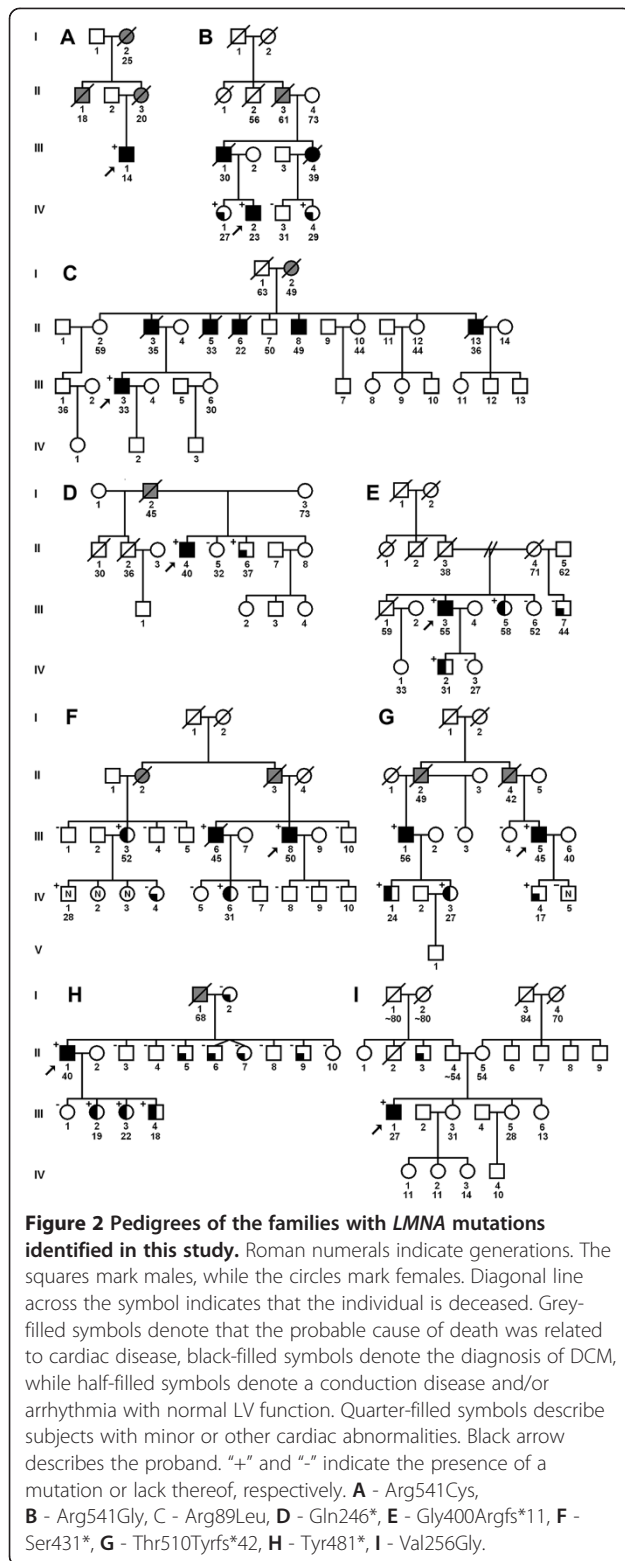 I A B
1 2 1 2
25
II
1 2 3 1 2 3 4
18 20 56 61 73
III + 
1 1 2 3 4
14 30 39
IV + + - +
1 2 3 4
27 23 31 29
C
I
1 2
63 49
II
1 2 3 4 5 6 7 8 9 10 11 12 13 14
59 35 33 22 50 49 44 44 36
III +
1 2 3 4 5 6 7 8 9 10 11 12 13
36 33 30
IV
1 2 3
I D E
1 2 3 1 2
45 73
II + - +
1 2 3 4 5 6 7 8 1 2 3 4 5
30 36 40 32 37 38 71 62
III + + - -
1 2 3 4 1 2 3 4 5 6 7
59 55 58 52 44
IV + -
1 2 3
33 31 27
I F G
1 2 1 2
II
1 2 3 4 1 2 3 4 5
49 42
III - + - - + + - + - - +
1 2 3 4 5 6 7 8 9 10 1 2 3 4 5 6
52 45 50 56 45 40
IV + N N N - - + - - - - + + + - N
1 2 3 4 5 6 7 8 9 10 1 2 3 4 5
28 31 24 27 17
V
1
I H - I
1 2 1 2 3 4
68 ~80 ~80 84 70
II + - - - - - - - -
1 2 3 4 5 6 7 8 9 10 1 2 3 4 5 6 7 8 9
40 ~54 54
III - + + + +
1 2 3 4 1 2 3 4 5 6
19 22 18 27 31 28 13
IV
1 2 3 4
11 11 14 10
Figure 2 Pedigrees of the families with LMNA mutations
identified in this study. Roman numerals indicate generations. The
squares mark males, while the circles mark females. Diagonal line
across the symbol indicates that the individual is deceased. Grey-
filled symbols denote that the probable cause of death was related
to cardiac disease, black-filled symbols denote the diagnosis of DCM,
while half-filled symbols denote a conduction disease and/or
arrhythmia with normal LV function. Quarter-filled symbols describe
subjects with minor or other cardiac abnormalities. Black arrow
describes the proband. “+” and “-” indicate the presence of a
mutation or lack thereof, respectively. A - Arg541Cys,
B - Arg541Gly, C - Arg89Leu, D - Gln246*, E - Gly400Argfs*11, F -
Ser431*, G - Thr510Tyrfs*42, H - Tyr481*, I - Val256Gly.